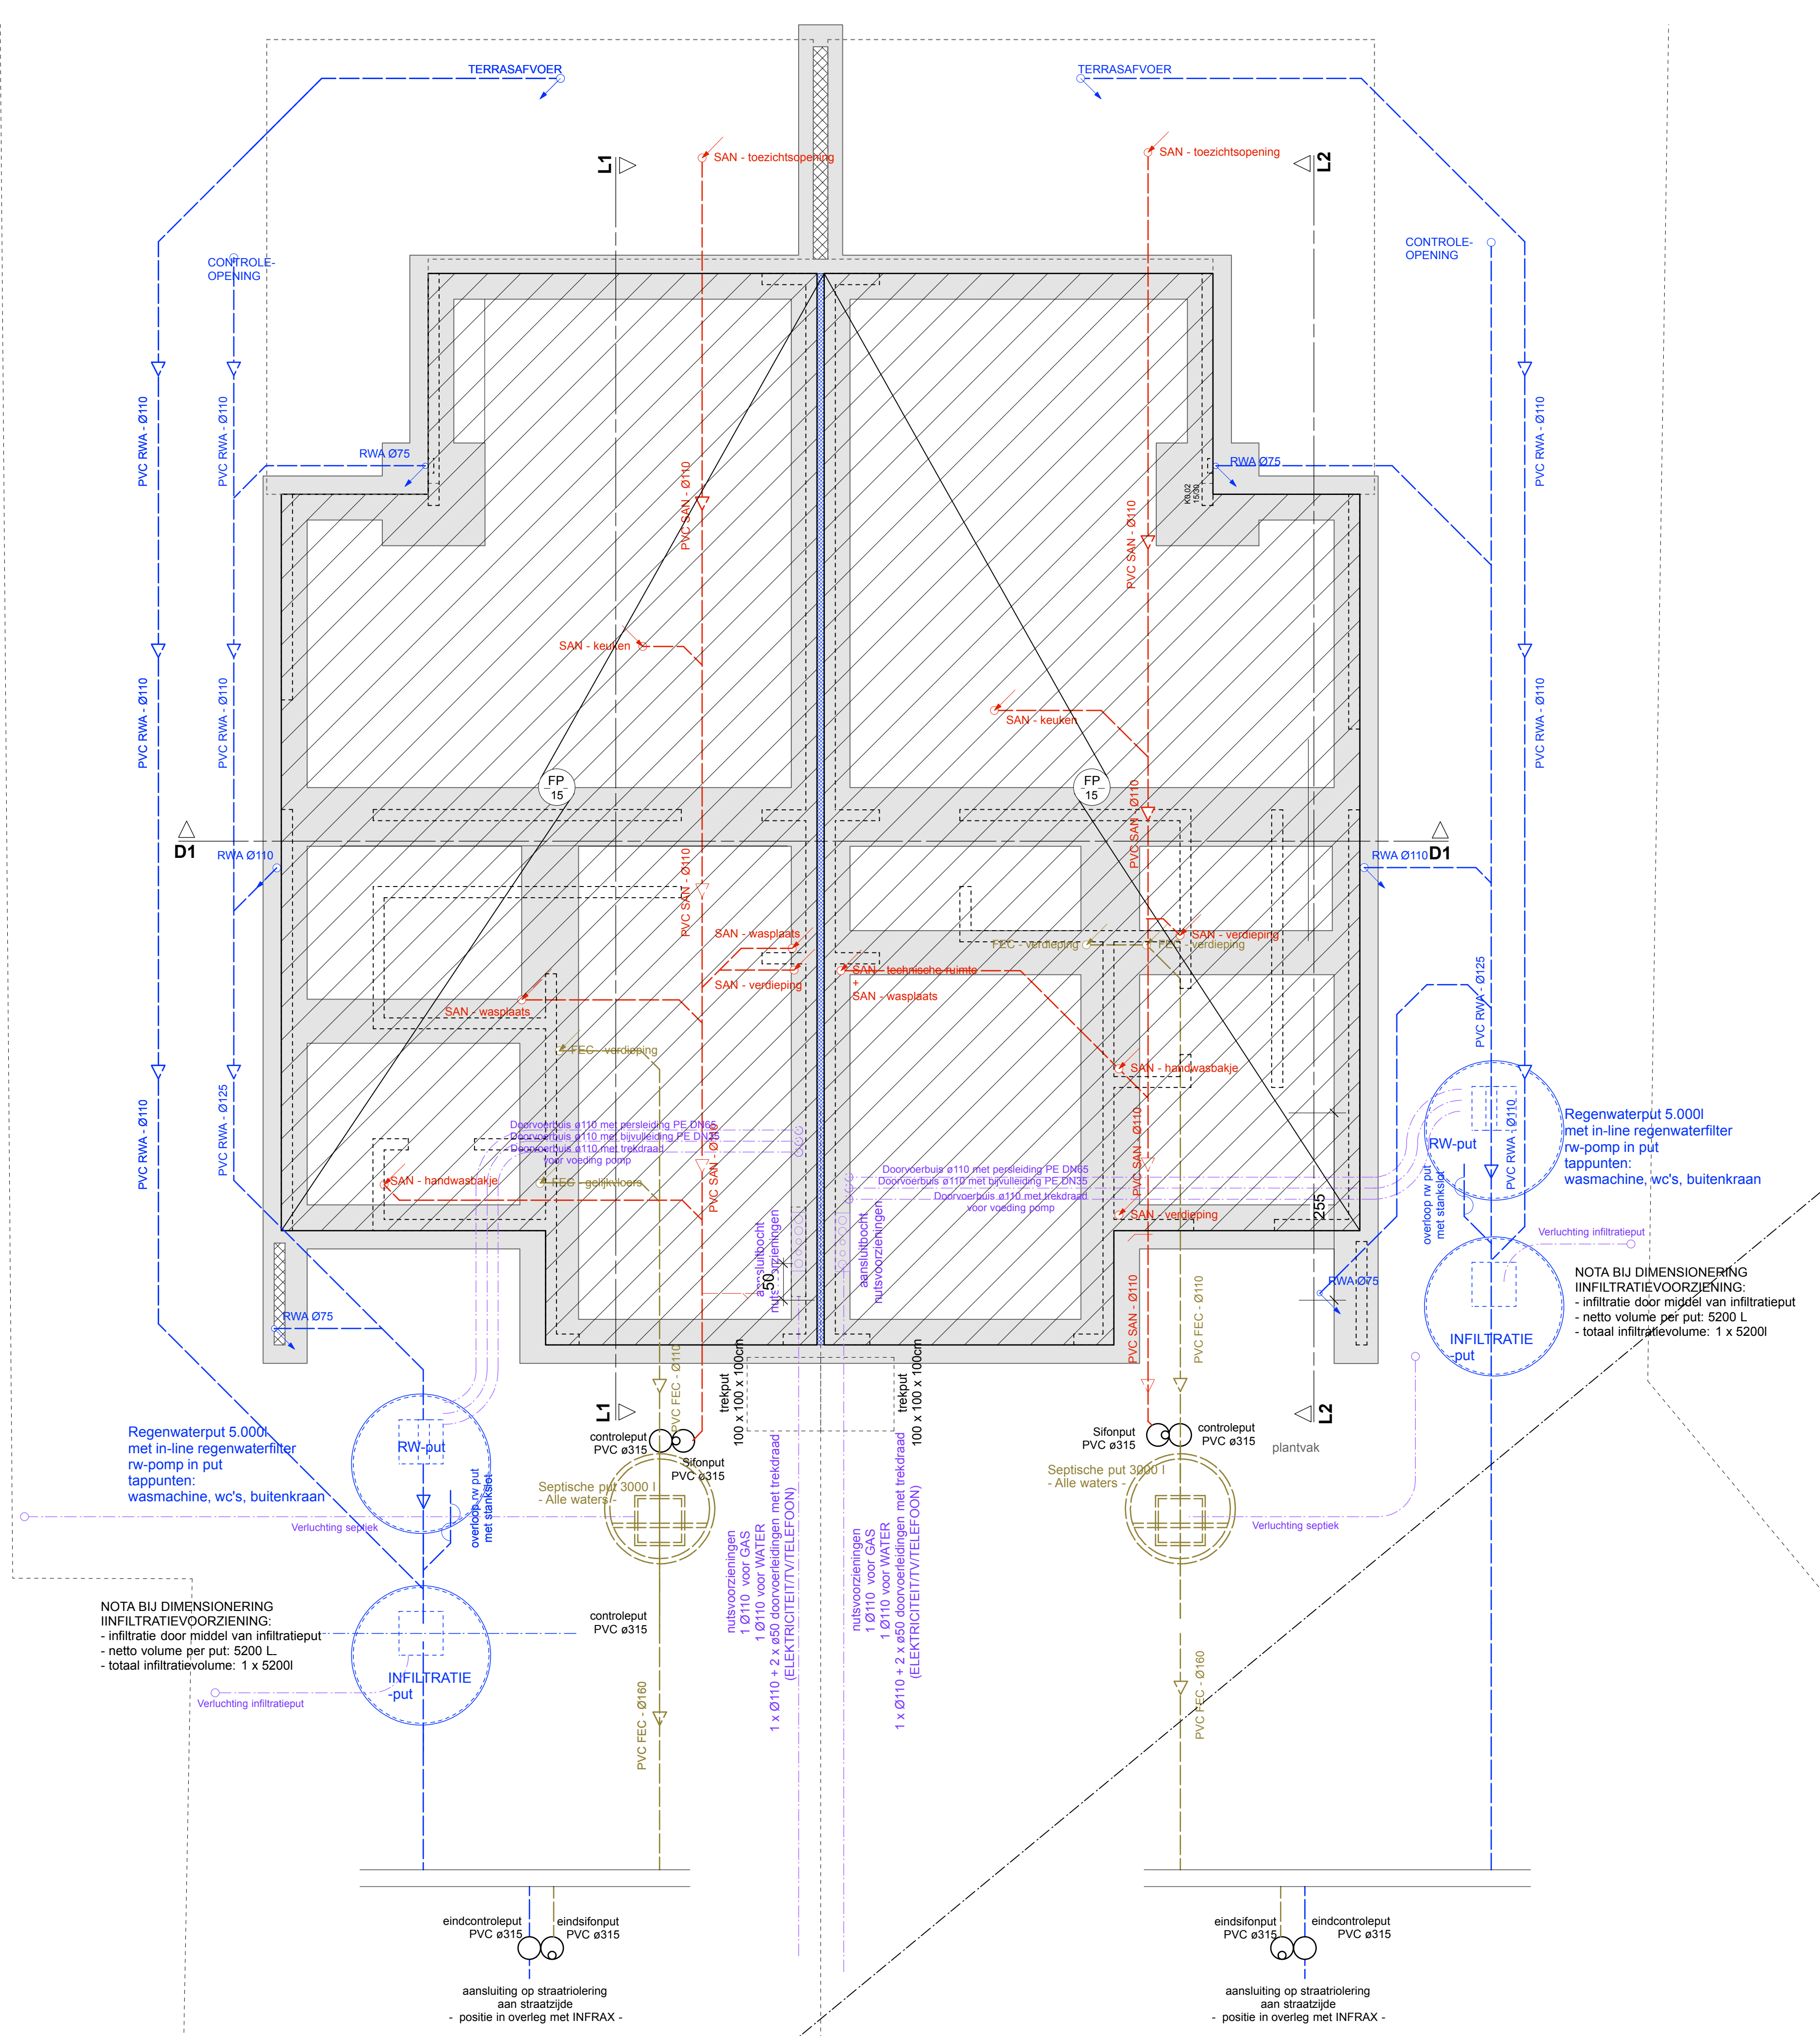 TERRASAFVOER
TERRASAFVOER
SAN - toezichtsopening
SAN - toezichtsopening
L1
L2
CONTROLE-
OPENING
CONTROLE-
OPENING
PVC RWA - Ø110
PVC RWA - Ø110
PVC RWA - Ø110
PVC RWA - Ø110
RWA Ø75
RWA Ø75
K0.02
15/30
PVC SAN - Ø110
PVC SAN - Ø110
SAN - keuken
SAN - keuken
PVC RWA - Ø110
PVC RWA - Ø110
PVC RWA - Ø110
FP
15
FP
15
D1
D1
RWA Ø110
RWA Ø110
PVC SAN - Ø110
PVC SAN - Ø110
SAN - wasplaats
SAN - verdieping
SAN - wasplaats
SAN - technische ruimte
+
SAN - wasplaats
FEC - verdieping
FEC - verdieping
SAN - verdieping
FEC - verdieping
SAN - handwasbakje
PVC RWA - Ø125
PVC RWA - Ø110
PVC RWA - Ø125
PVC RWA - Ø110
Doorvoerbuis ø110 met persleiding PE DN65
Doorvoerbuis ø110 met bijvulleiding PE DN35
Doorvoerbuis ø110 met trekdraad
voor voeding pomp
Doorvoerbuis ø110 met persleiding PE DN65
Doorvoerbuis ø110 met bijvulleiding PE DN35
Doorvoerbuis ø110 met trekdraad
voor voeding pomp
PVC SAN - Ø110
PVC SAN - Ø110
SAN - handwasbakje
FEC - gelijkvloers
SAN - verdieping
RW-put
Regenwaterput 5.000l
met in-line regenwaterfilter
rw-pomp in put
tappunten:
wasmachine, wc's, buitenkraan
overloop rw put
met stankslot
Verluchting infiltratieput
aansluitbocht
nutsvoorzieningen
aansluitbocht
nutsvoorzieningen
50
255
RWA Ø75
RWA Ø75
NOTA BIJ DIMENSIONERING
IINFILTRATIEVOORZIENING:
- infiltratie door middel van infiltratieput
- netto volume per put: 5200 L
- totaal infiltratievolume: 1 x 5200l
INFILTRATIE
-put
PVC SAN - Ø110
PVC FEC - Ø110
PVC FEC - Ø110
trekput
100 x 100 x 100cm
trekput
100 x 100 x 100cm
L1
L2
controleput
PVC ø315
Sifonput
PVC ø315
Sifonput
PVC ø315
controleput
PVC ø315
plantvak
Regenwaterput 5.000l
met in-line regenwaterfilter
rw-pomp in put
tappunten:
wasmachine, wc's, buitenkraan
RW-put
overloop rw put
met stankslot
Septische put 3000 l
- Alle waters -
Septische put 3000 l
- Alle waters -
Verluchting septiek
Verluchting septiek
nutsvoorzieningen
1 Ø110 voor GAS
1 Ø110 voor WATER
1 x Ø110 + 2 x ø50 doorvoerleidingen met trekdraad
(ELEKTRICITEIT/TV/TELEFOON)
nutsvoorzieningen
1 Ø110 voor GAS
1 Ø110 voor WATER
1 x Ø110 + 2 x ø50 doorvoerleidingen met trekdraad
(ELEKTRICITEIT/TV/TELEFOON)
NOTA BIJ DIMENSIONERING
IINFILTRATIEVOORZIENING:
- infiltratie door middel van infiltratieput
- netto volume per put: 5200 L
- totaal infiltratievolume: 1 x 5200l
controleput
PVC ø315
INFILTRATIE
-put
Verluchting infiltratieput
PVC FEC - Ø160
PVC FEC - Ø160
eindcontroleput
PVC ø315
eindsifonput
PVC ø315
eindsifonput
PVC ø315
eindcontroleput
PVC ø315
aansluiting op straatriolering
aan straatzijde
- positie in overleg met INFRAX -
aansluiting op straatriolering
aan straatzijde
- positie in overleg met INFRAX -